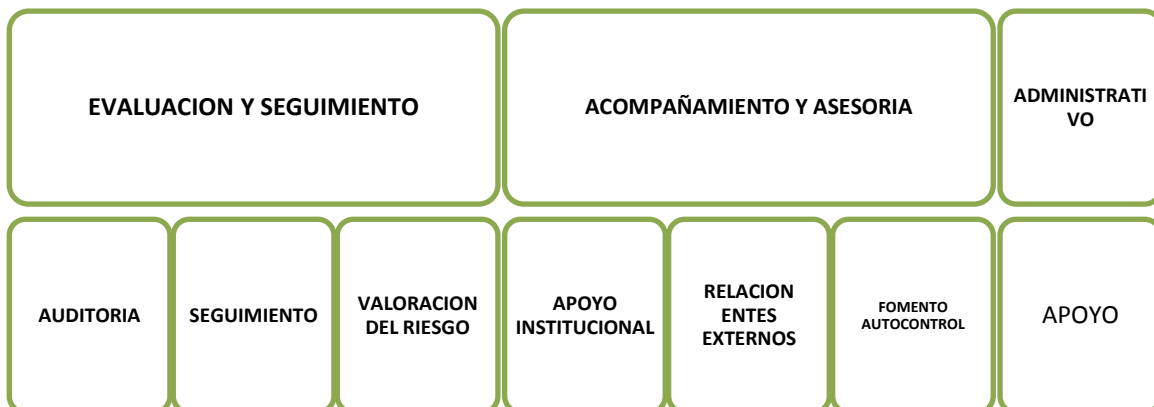 EVALUACION Y SEGUIMIENTO
ACOMPAÑAMIENTO Y ASESORIA
ADMINISTRATI
VO
AUDITORIA
SEGUIMIENTO
VALORACION
DEL RIESGO
APOYO
INSTITUCIONAL
RELACION
ENTES
EXTERNOS
FOMENTO
AUTOCONTROL
APOYO